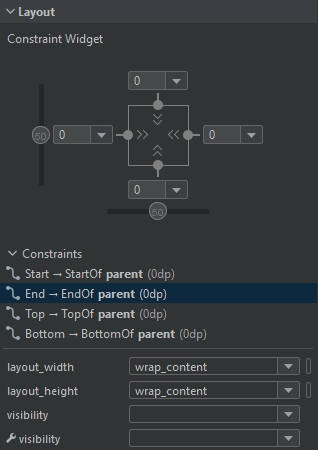 Layout
Constraint Widget
0
50
0
0
0
50
Constraints
Start → StartOf parent (0dp)
End → EndOf parent (0dp)
Top → TopOf parent (0dp)
Bottom → BottomOf parent (0dp)
layout_width wrap_content
layout_height wrap_content
visibility
visibility